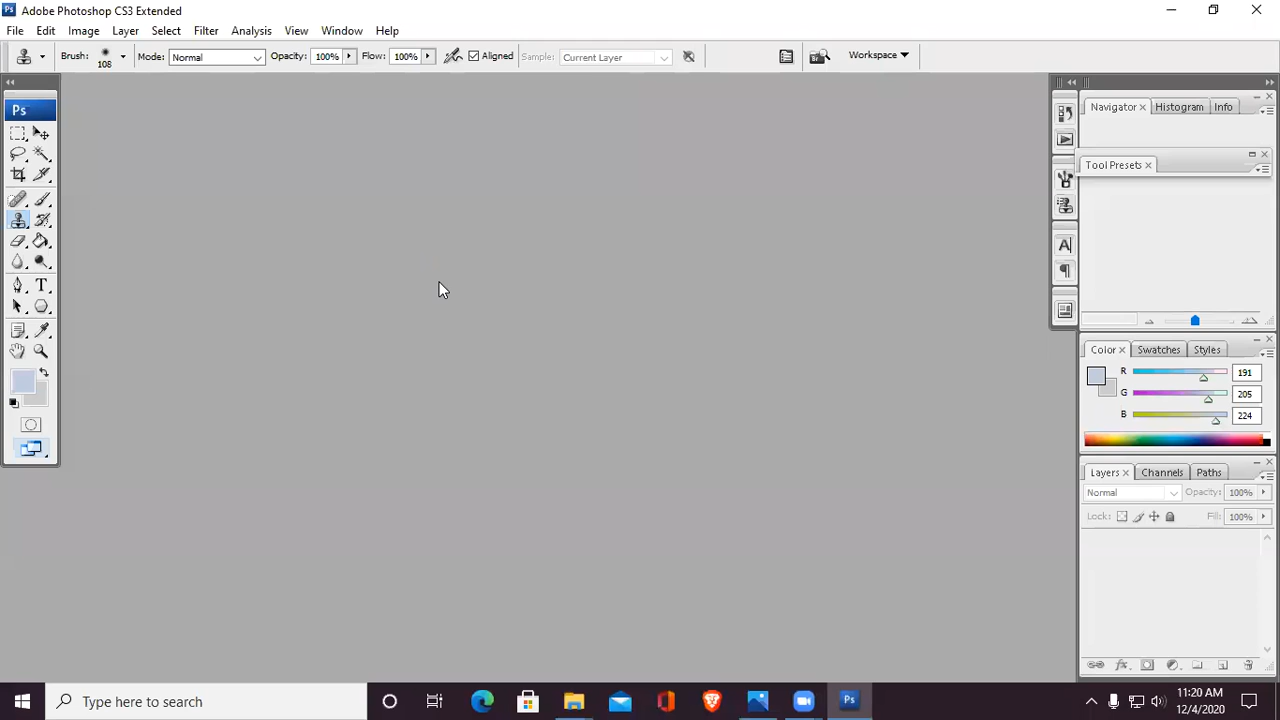 Ps Adobe Photoshop CS3 Extended
File Edit Image Layer Select Filter Analysis View Window Help
Brush: 108 Mode: Normal Opacity: 100% Flow: 100% Aligned Sample: Current Layer Br Workspace
Ps
Navigator Histogram Info
Tool Presets
T
A
Color Swatches Styles
R 191
G 205
B 224
Layers Channels Paths
Normal Opacity: 100%
Lock: Fill: 100%
Type here to search
Ps
11:20 AM
12/4/2020